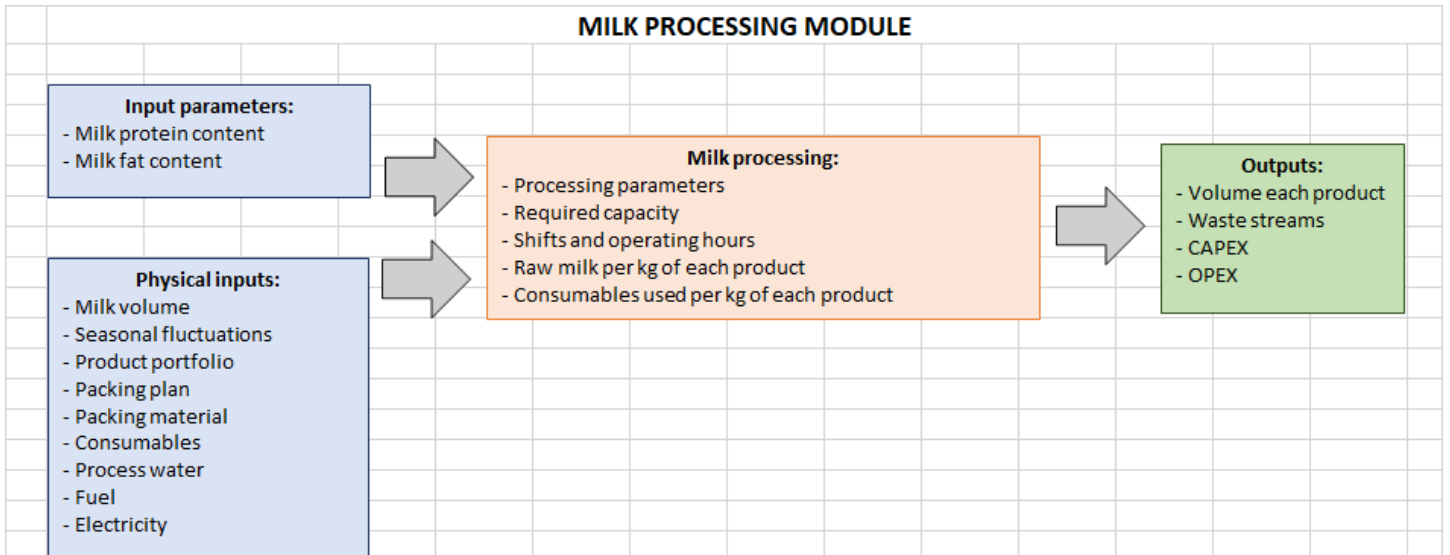 MILK PROCESSING MODULE
Input parameters:
- Milk protein content
- Milk fat content
Physical inputs:
- Milk volume
- Seasonal fluctuations
- Product portfolio
- Packing plan
- Packing material
- Consumables
- Process water
- Fuel
- Electricity
Milk processing:
- Processing parameters
- Required capacity
- Shifts and operating hours
- Raw milk per kg of each product
- Consumables used per kg of each product
Outputs:
- Volume each product
- Waste streams
- CAPEX
- OPEX